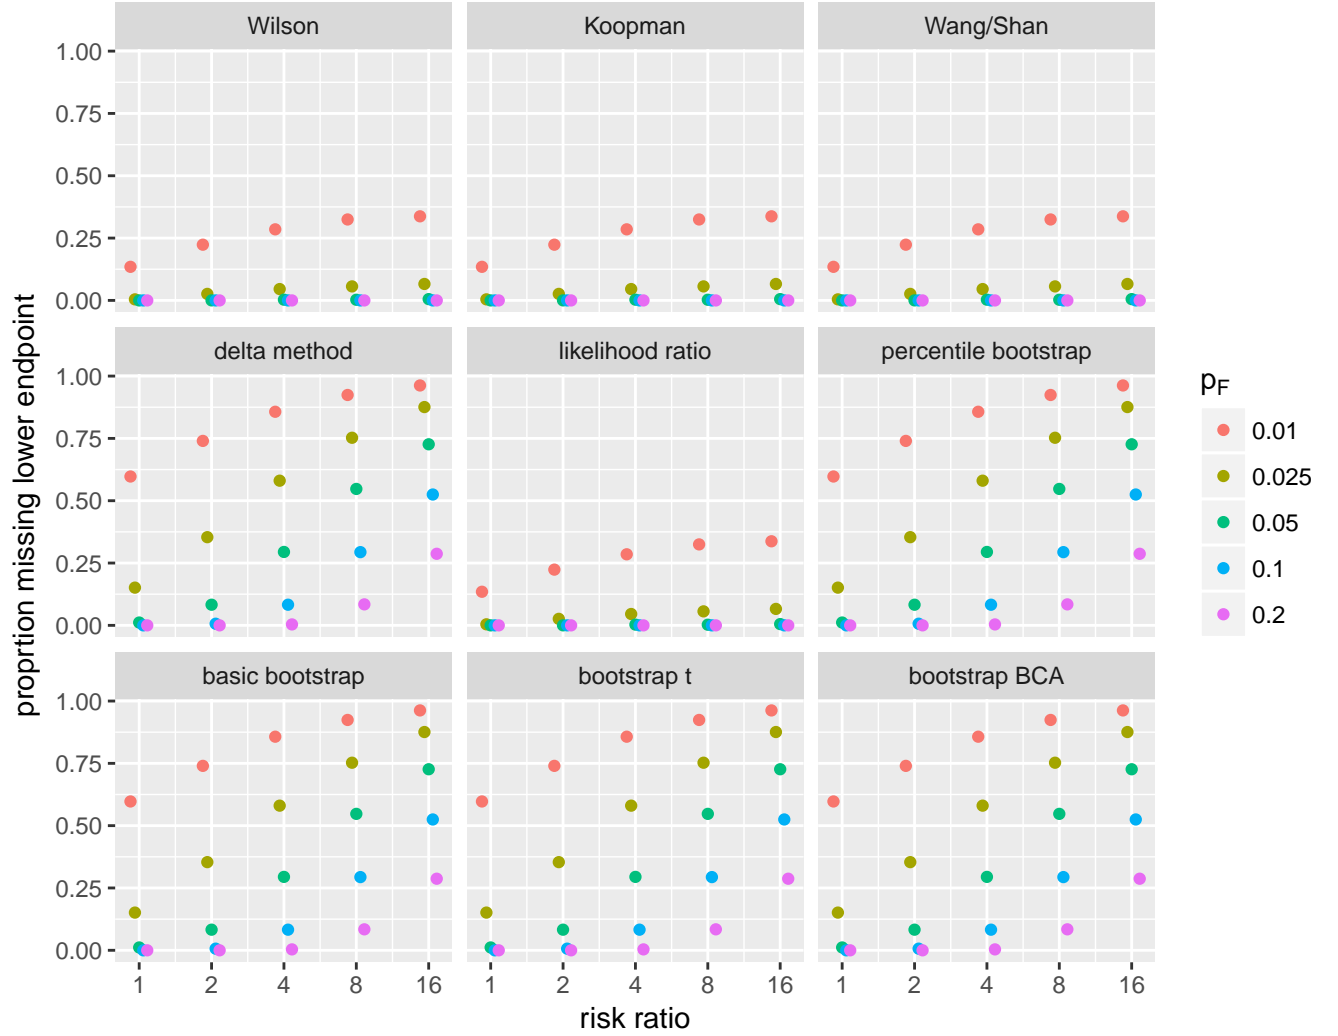 Wilson Koopman Wang/Shan
1.00
0.75
0.50
0.25
0.00
delta method likelihood ratio percentile bootstrap
1.00
0.75
0.50
0.25
0.00
basic bootstrap bootstrap t bootstrap BCA
1.00
0.75
0.50
0.25
0.00
1 2 4 8 16 1 2 4 8 16 1 2 4 8 16
risk ratio
proprtion missing lower endpoint
pF
0.01
0.025
0.05
0.1
0.2